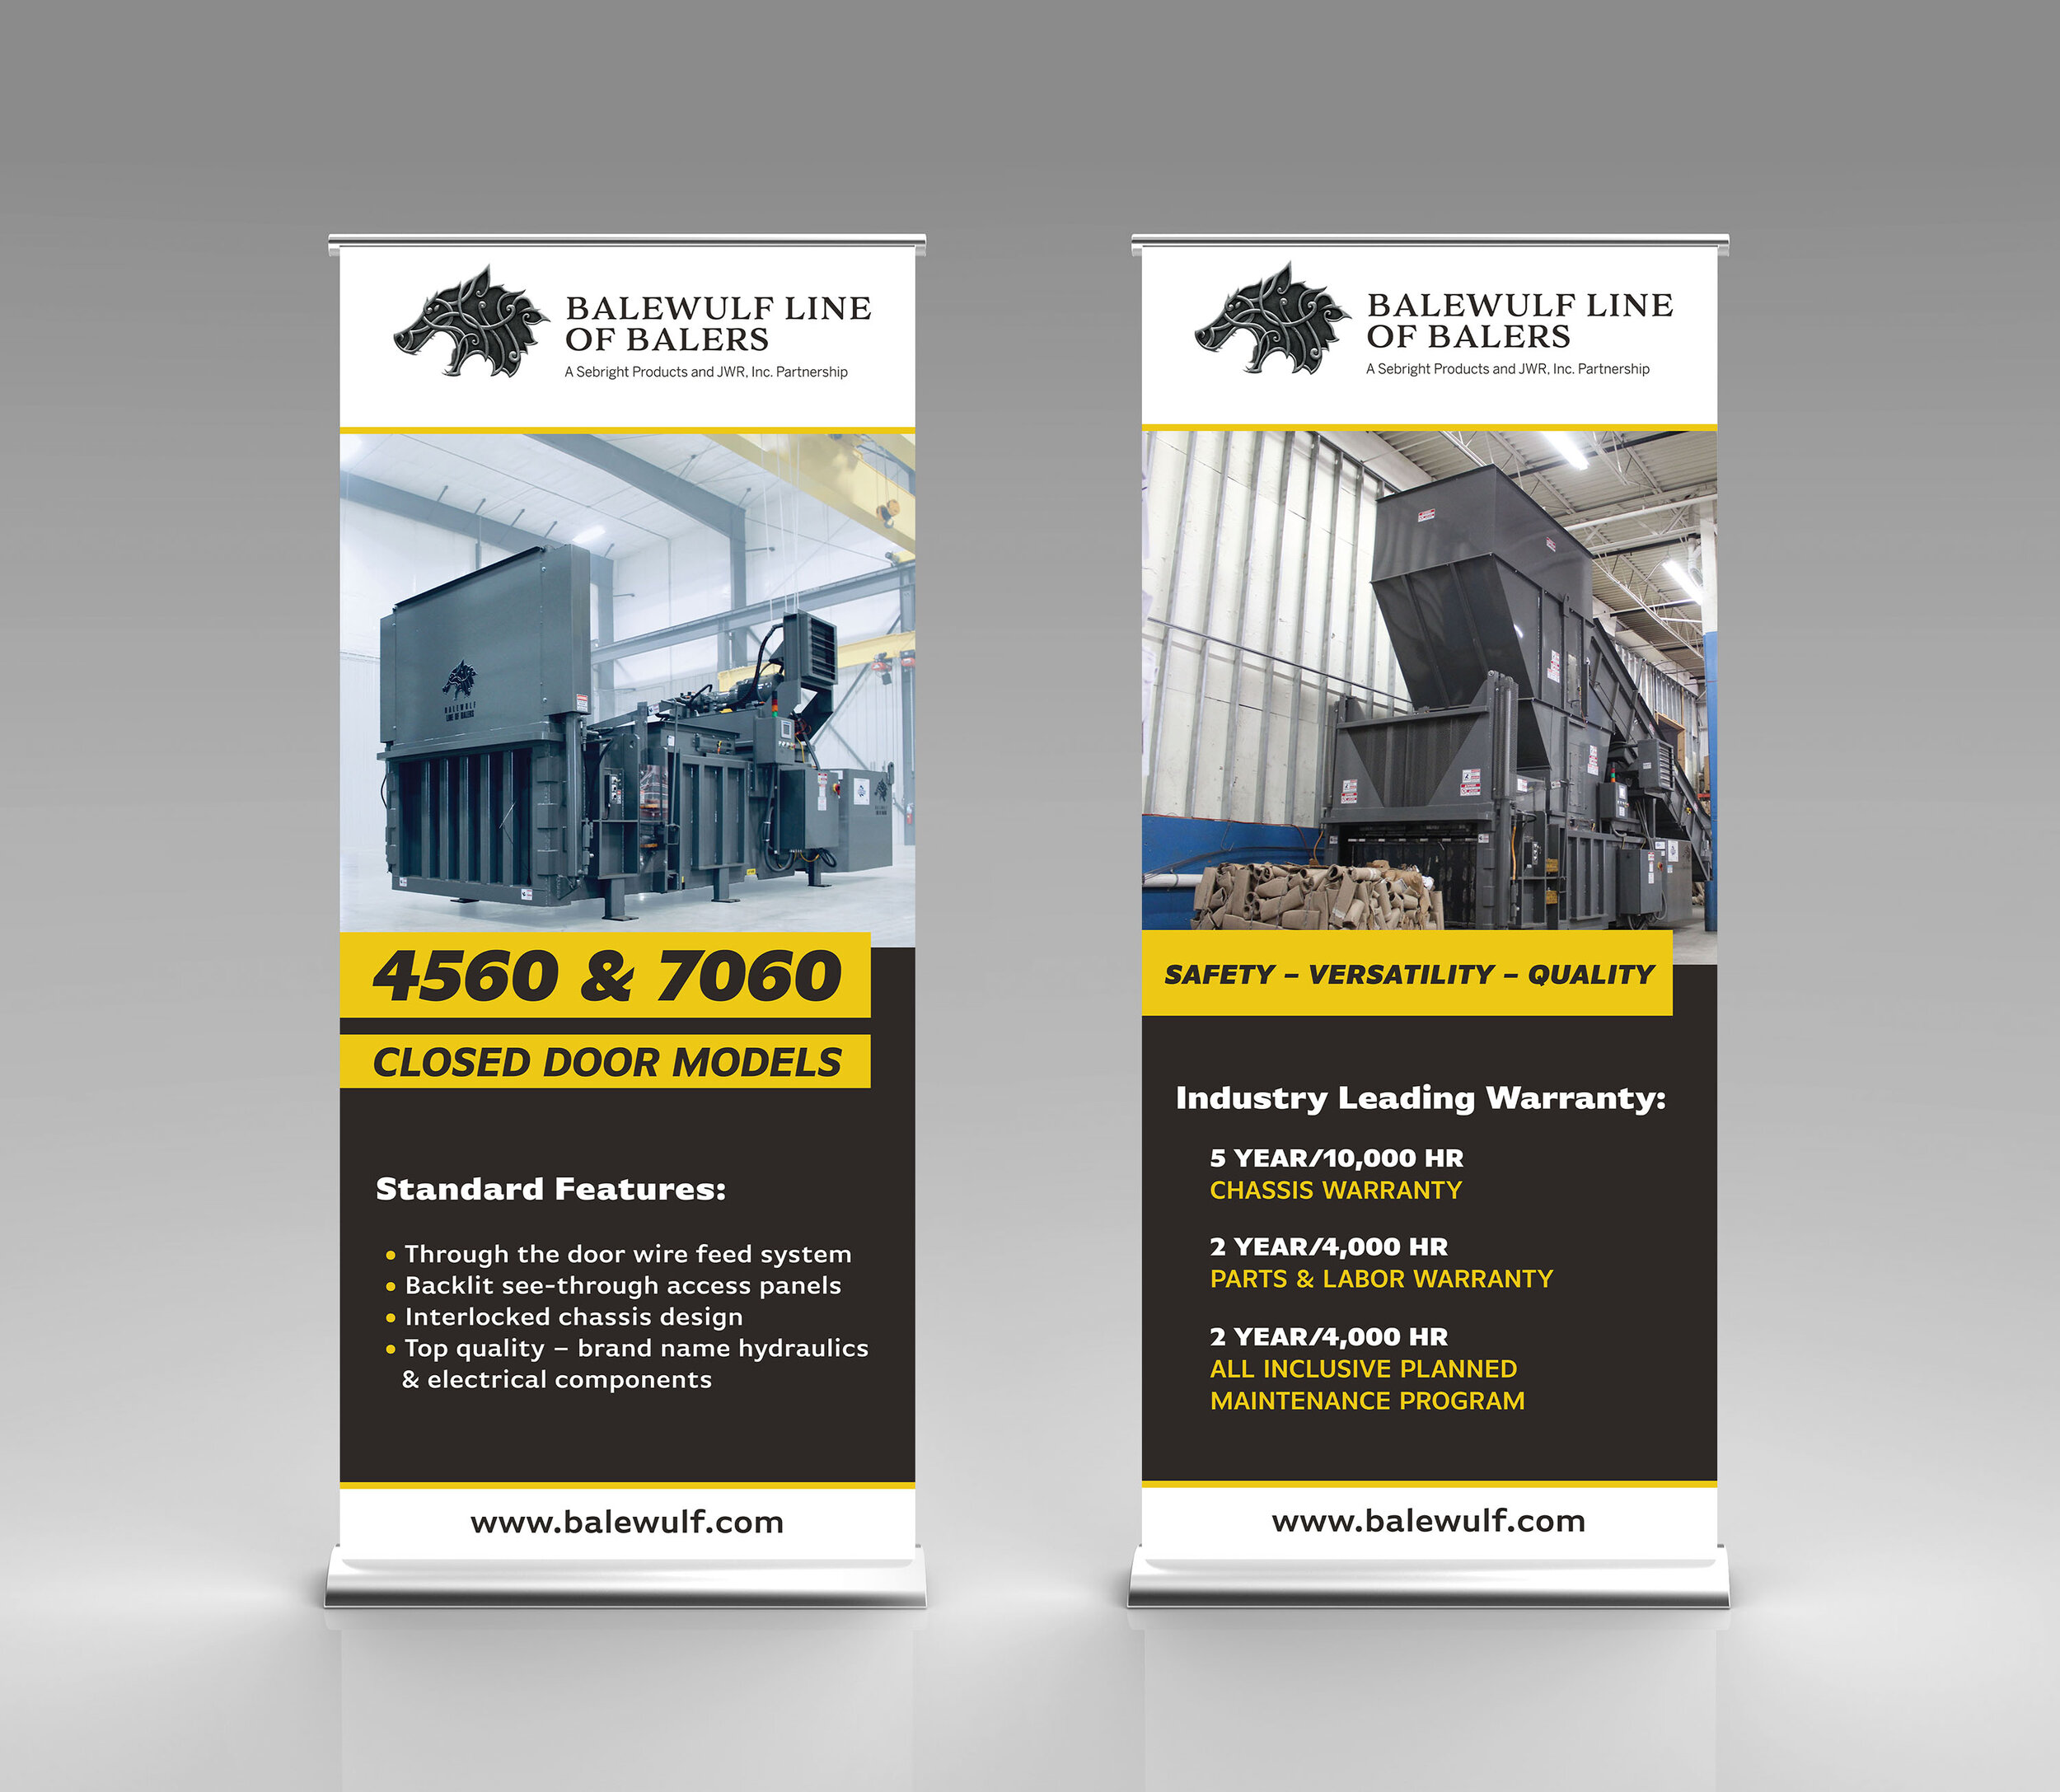 BALEWULF LINE
OF BALERS
A Sebright Products and JWR, Inc. Partnership
BALEWULF
LINE OF BALERS
4560 & 7060
CLOSED DOOR MODELS
Standard Features:
• Through the door wire feed system
• Backlit see-through access panels
• Interlocked chassis design
• Top quality – brand name hydraulics
& electrical components
www.balewulf.com
BALEWULF LINE
OF BALERS
A Sebright Products and JWR, Inc. Partnership
SAFETY – VERSATILITY – QUALITY
Industry Leading Warranty:
5 YEAR/10,000 HR
CHASSIS WARRANTY
2 YEAR/4,000 HR
PARTS & LABOR WARRANTY
2 YEAR/4,000 HR
ALL INCLUSIVE PLANNED
MAINTENANCE PROGRAM
www.balewulf.com